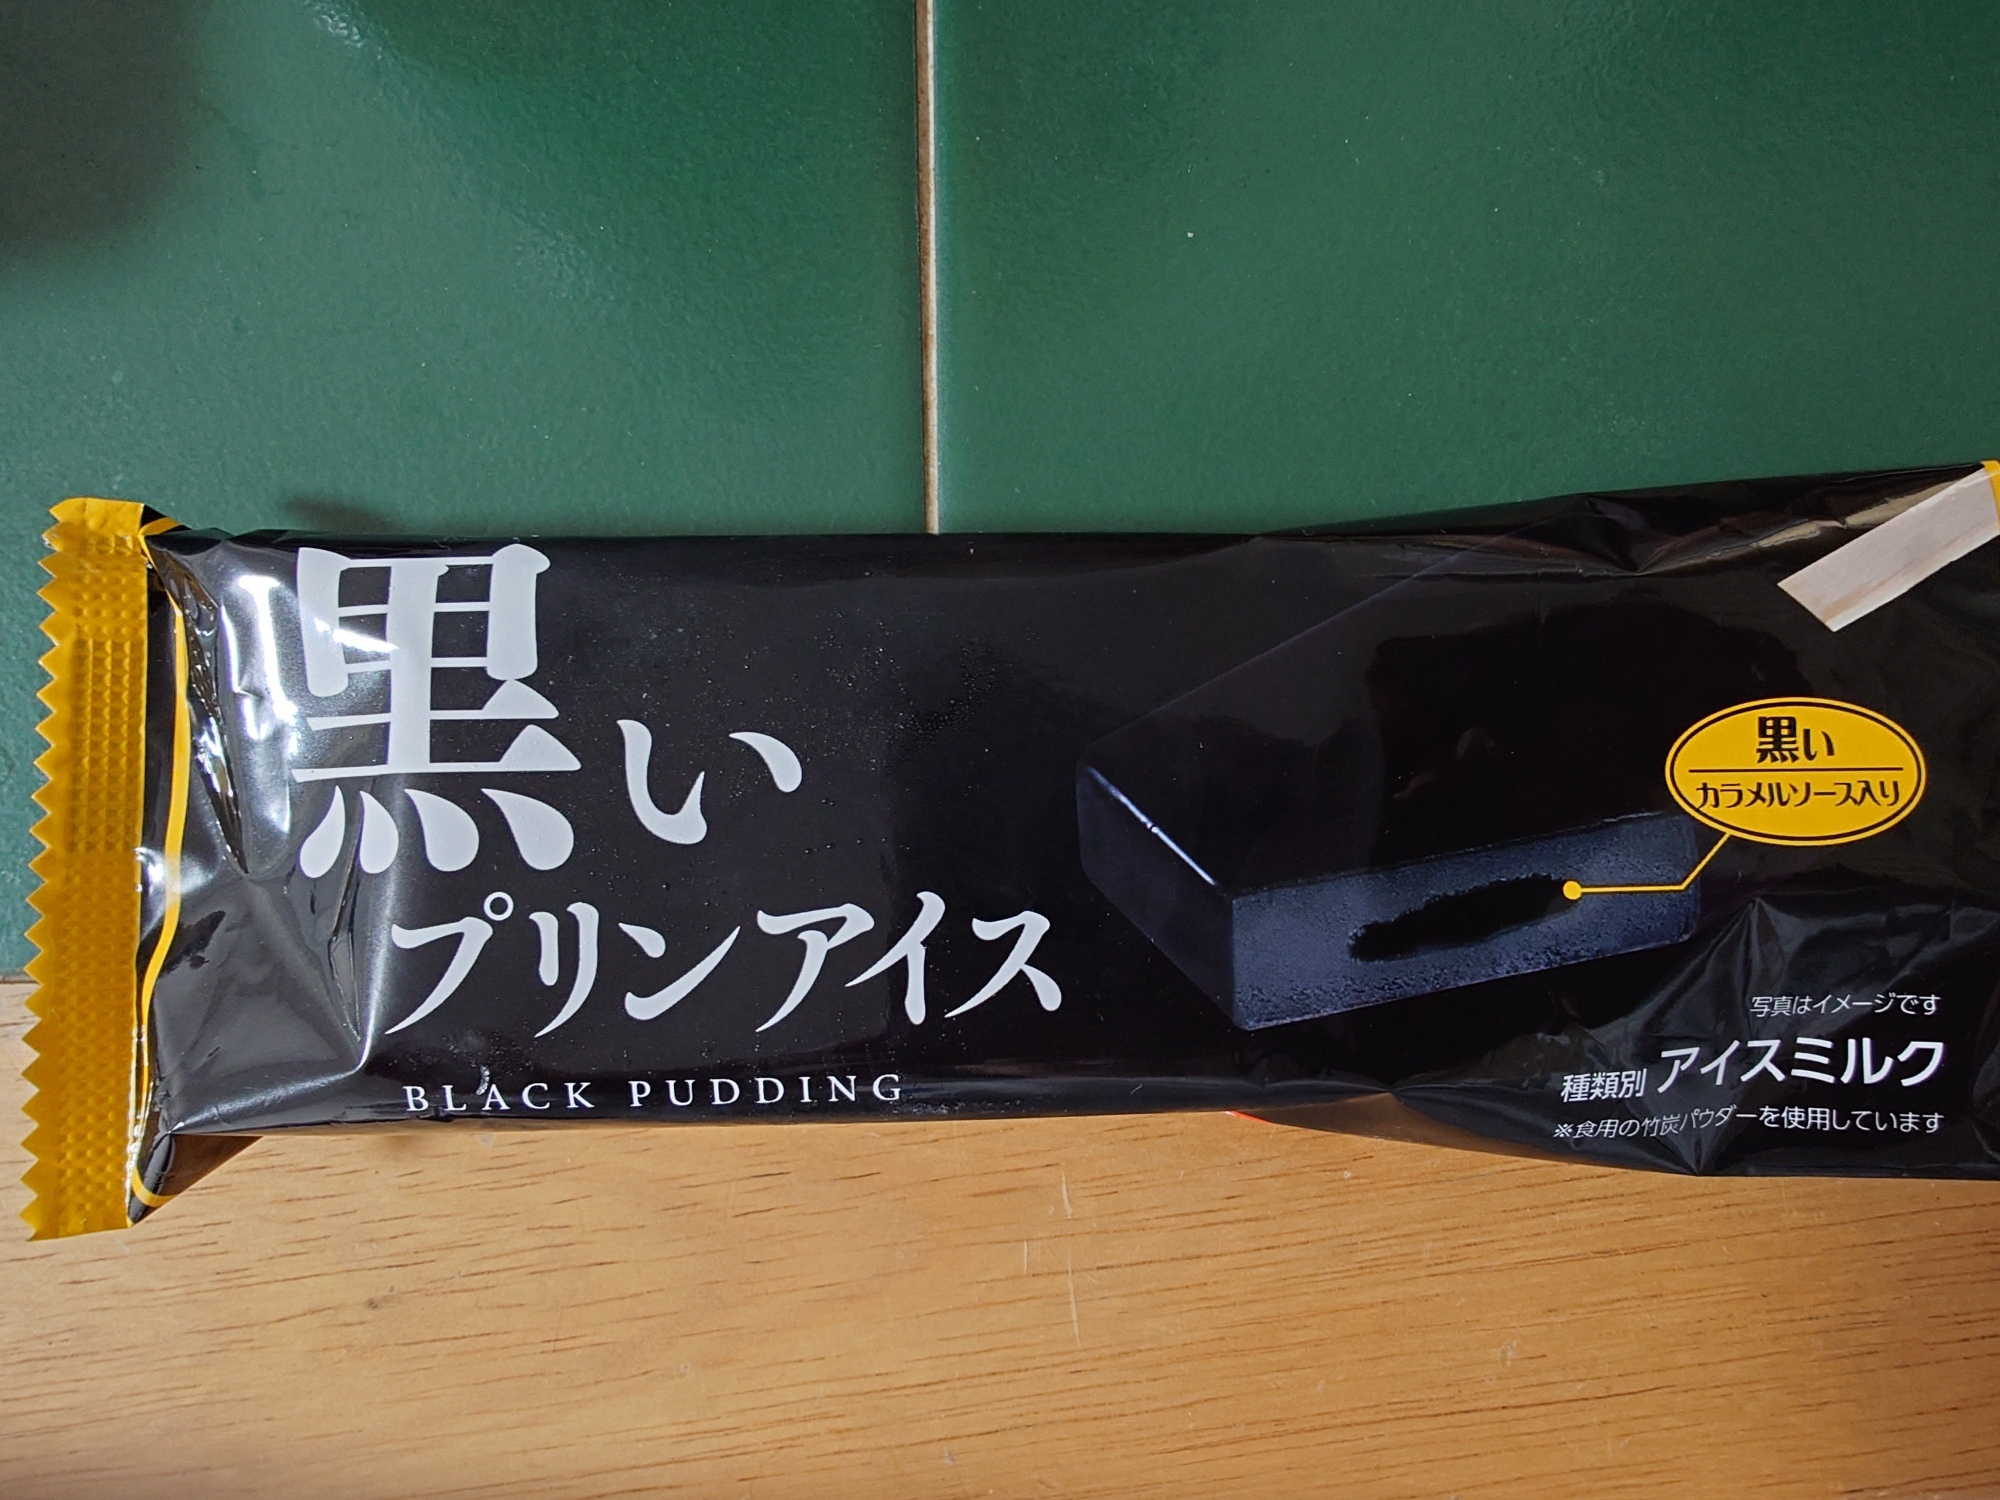 黒い
プリンアイス
BLACK PUDDING
黒い
カラメルソース入り
写真はイメージです
種類別 アイスミルク
※食用の竹炭パウダーを使用しています